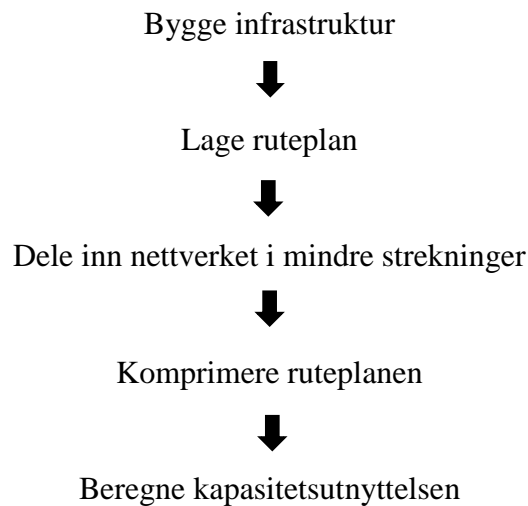 Bygge infrastruktur
Lage ruteplan
Dele inn nettverket i mindre strekninger
Komprimere ruteplanen
Beregne kapasitetsutnyttelsen